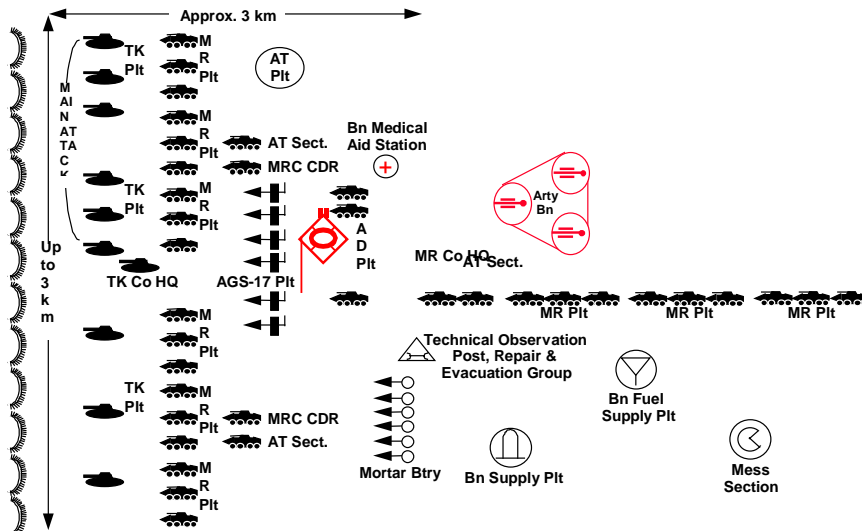 Approx. 3 km
TK
Plt
M
R
Plt
AT
Plt
M
AI
N
AT
TA
C
K
M
R
Plt
AT Sect.
MRC CDR
Bn Medical
Aid Station
TK
Plt
M
R
Plt
A
D
Plt
Arty
Bn
Up
to
3
km
TK Co HQ
AGS-17 Plt
MR Co HQ
AT Sect.
MR Plt
MR Plt
MR Plt
M
R
Plt
Technical Observation
Post, Repair &
Evacuation Group
TK
Plt
M
R
Plt
MRC CDR
AT Sect.
Bn Fuel
Supply Plt
M
R
Plt
Mortar Btry
Bn Supply Plt
Mess
Section